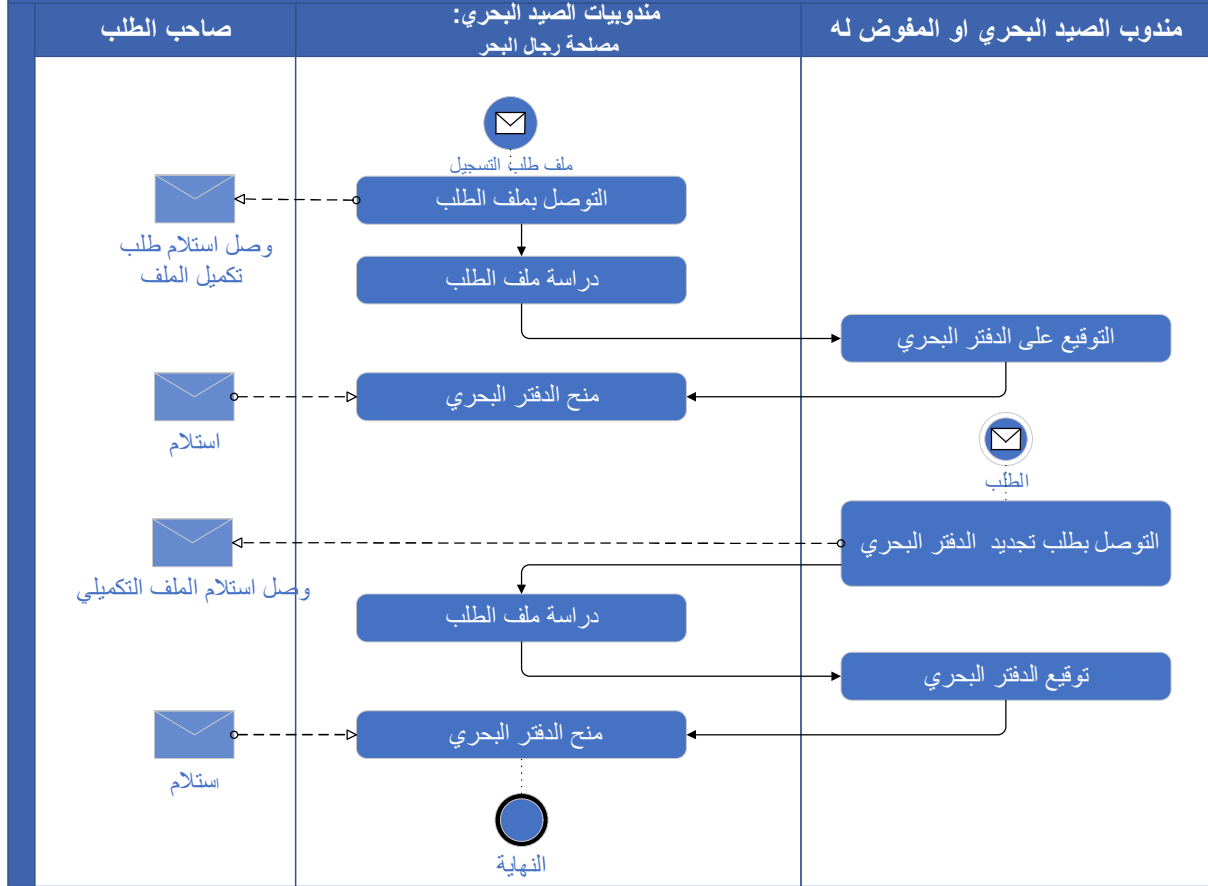 مندوب الصيد البحري او المفوض له
مندوبيات الصيد البحري:
مصلحة رجال البحر
صاحب الطلب
ملف طلب التسجيل
التوصل بملف الطلب
وصل استلام طلب
تكميل الملف
دراسة ملف الطلب
التوقيع على الدفتر البحري
منح الدفتر البحري
استلام
الطلب
التوصل بطلب تجديد الدفتر البحري
وصل استلام الملف التكميلي
دراسة ملف الطلب
توقيع الدفتر البحري
منح الدفتر البحري
استلام
النهاية